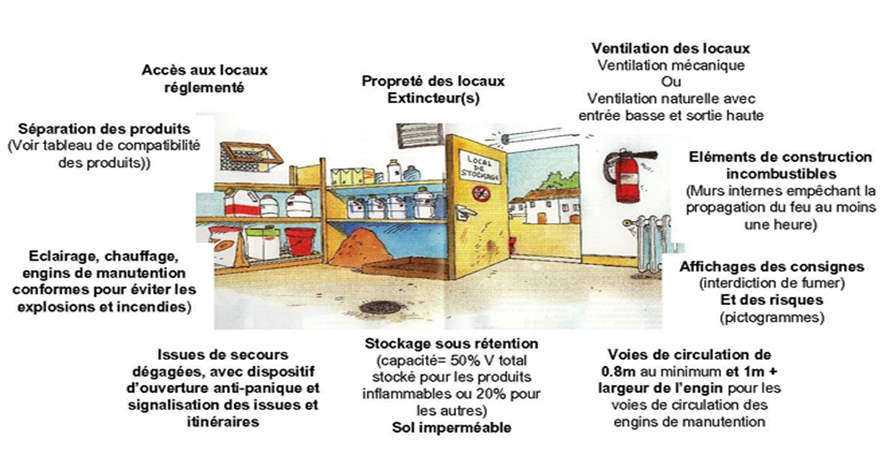 Accès aux locaux
réglementé
Propreté des locaux
Extincteur(s)
Ventilation des locaux
Ventilation mécanique
Ou
Ventilation naturelle avec
entrée basse et sortie haute
Séparation des produits
(Voir tableau de compatibilité
des produits))
LOCAL
DE
STOCKAGE
Eléments de construction
incombustibles
(Murs internes empêchant la
propagation du feu au moins
une heure)
Eclairage, chauffage,
engins de manutention
conformes pour éviter les
explosions et incendies)
Affichages des consignes
(interdiction de fumer)
Et des risques
(pictogrammes)
Issues de secours
dégagées, avec dispositif
d'ouverture anti-panique et
signalisation des issues et
itinéraires
Stockage sous rétention
(capacité= 50% V total
stocké pour les produits
inflammables ou 20% pour
les autres)
Sol imperméable
Voies de circulation de
0.8m au minimum et 1m +
largeur de l'engin pour les
voies de circulation des
engins de manutention